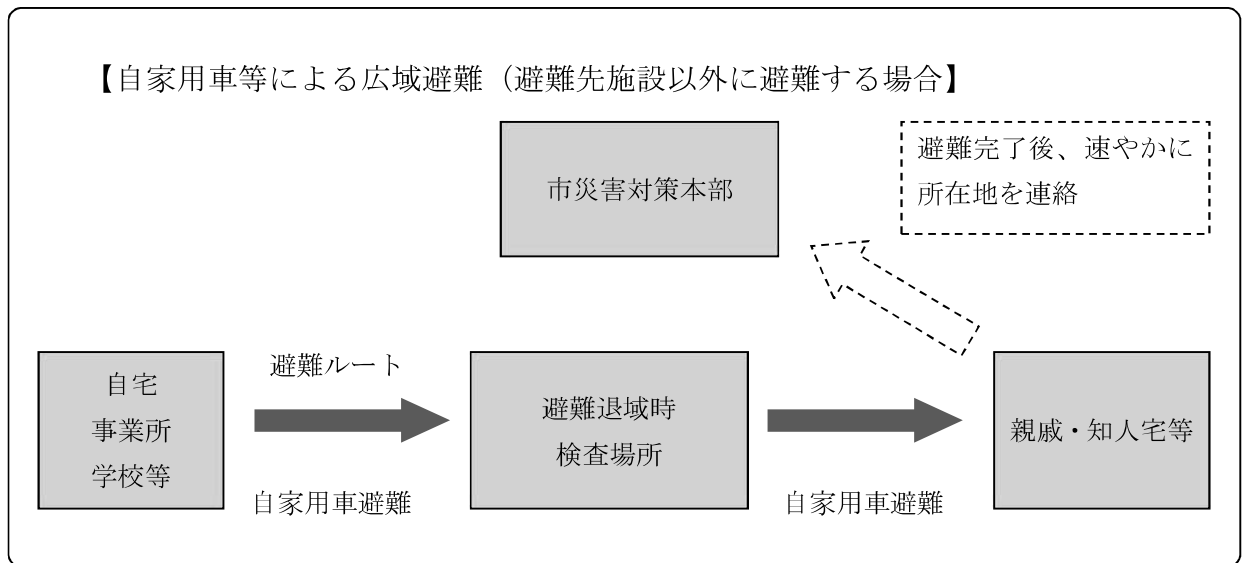 【自家用車等による広域避難（避難先施設以外に避難する場合】
市災害対策本部
避難完了後、速やかに
所在地を連絡
自宅
事業所
学校等
避難ルート
自家用車避難
避難退域時
検査場所
自家用車避難
親戚・知人宅等